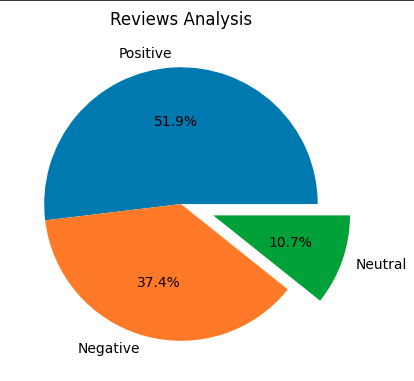 Reviews Analysis
Positive
51.9%
10.7%
Neutral
37.4%
Negative